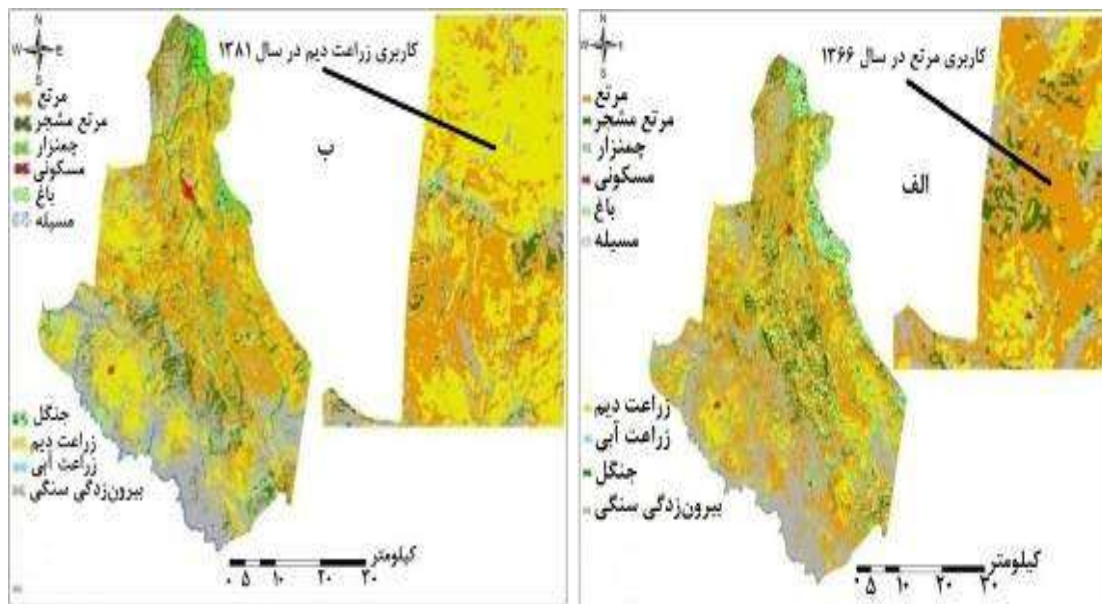 کاربری مرتع در سال ۱۳۶۶
الف
N
W
E
S
مرتع
مرتع مشجر
چمنزار
مسکونی
باغ
مسیله
زراعت دیم
زراعت آبی
جنگل
بیرون‌زدگی سنگی
کیلومتر
۰ ۵ ۱۰ ۲۰ ۳۰
کاربری زراعت دیم در سال ۱۳۸۱
ب
N
W
E
S
مرتع
مرتع مشجر
چمنزار
مسکونی
باغ
مسیله
جنگل
زراعت دیم
زراعت آبی
بیرون‌زدگی سنگی
کیلومتر
۰ ۵ ۱۰ ۲۰ ۳۰